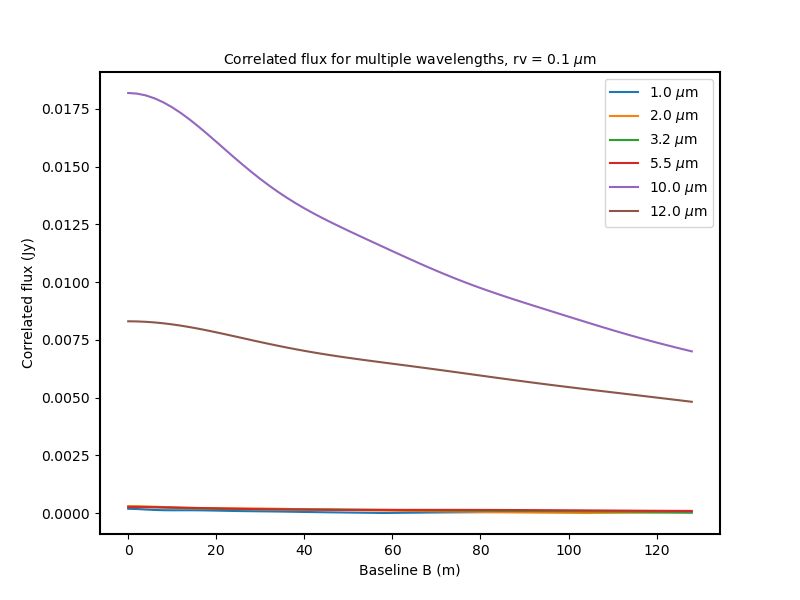 Correlated flux for multiple wavelengths, rv = 0.1 μm
1.0 μm
2.0 μm
3.2 μm
5.5 μm
10.0 μm
12.0 μm
0.0175
0.0150
0.0125
0.0100
0.0075
0.0050
0.0025
0.0000
Correlated flux (Jy)
0 20 40 60 80 100 120
Baseline B (m)